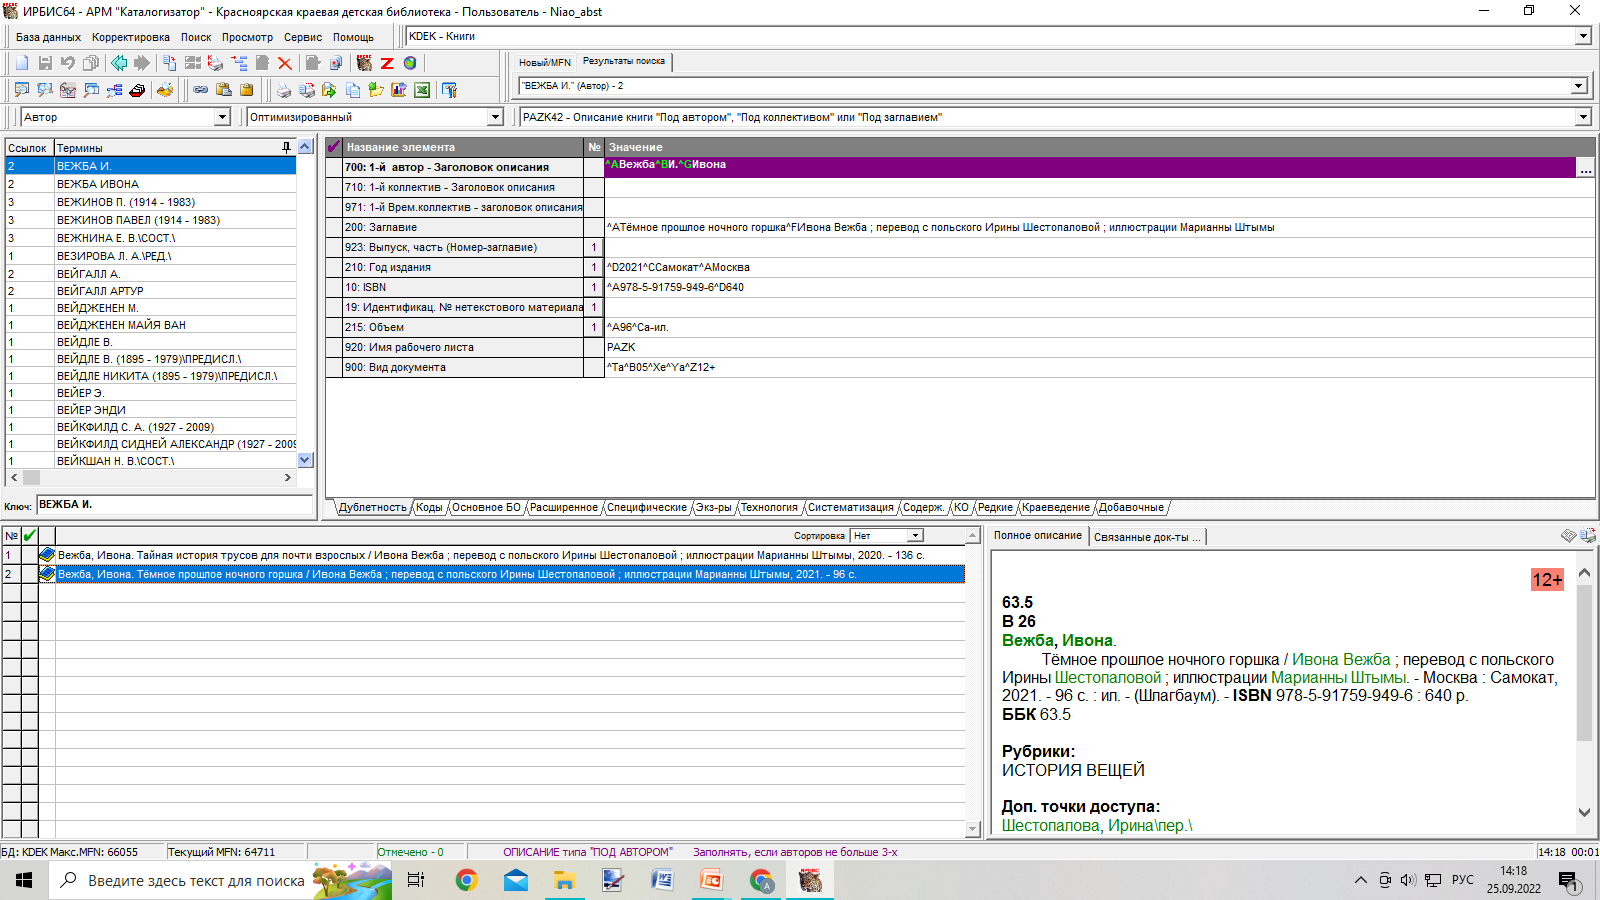 ИРБИС64 - АРМ "Каталогизатор" - Красноярская краевая детская библиотека - Пользователь - Niao_abst
База данных Корректировка Поиск Просмотр Сервис Помощь
KDEK - Книги
Новый/MFN Результаты поиска
"ВЕЖБА И." (Автор) - 2
Автор
Оптимизированный
PAZK42 - Описание книги "Под автором", "Под коллективом" или "Под заглавием"
Ссылок Термины
2 ВЕЖБА И.
2 ВЕЖБА ИВОНА
3 ВЕЖИНОВ П. (1914 - 1983)
3 ВЕЖИНОВ ПАВЕЛ (1914 - 1983)
3 ВЕЖНИНА Е. В.\СОСТ.\
1 ВЕЗИРОВА Л. А.\РЕД.\
2 ВЕЙГАЛЛ А.
2 ВЕЙГАЛЛ АРТУР
1 ВЕЙДЖЕНЕН М.
1 ВЕЙДЖЕНЕН МАЙЯ ВАН
1 ВЕЙДЛЕ В.
1 ВЕЙДЛЕ В. (1895 - 1979)\ПРЕДИСЛ.\
1 ВЕЙДЛЕ НИКИТА (1895 - 1979)\ПРЕДИСЛ.\
1 ВЕЙЕР Э.
1 ВЕЙЕР ЭНДИ
1 ВЕЙКФИЛД С. А. (1927 - 2009)
1 ВЕЙКФИЛД СИДНЕЙ АЛЕКСАНДР (1927 - 2009
1 ВЕЙКШАН Н. В.\СОСТ.\
Ключ: ВЕЖБА И.
Название элемента № Значение
700: 1-й автор - Заголовок описания ^AВежба^BИ.^GИвона ...
710: 1-й коллектив - Заголовок описания
971: 1-й Врем.коллектив - заголовок описания
200: Заглавие ^AТёмное прошлое ночного горшка^FИвона Вежба ; перевод с польского Ирины Шестопаловой ; иллюстрации Марианны Штымы
923: Выпуск, часть (Номер-заглавие) 1
210: Год издания 1 ^D2021^CСамокат^AМосква
10: ISBN 1 ^A978-5-91759-949-6^D640
19: Идентификац. № нетекстового материала 1
215: Объем 1 ^A96^Cа-ил.
920: Имя рабочего листа PAZK
900: Вид документа ^Ta^B05^Xe^Ya^Z12+
Дублетность Коды Основное БО Расширенное Специфические Экз-ры Технология Систематизация Содерж. КО Редкие Краеведение Добавочные
№ Сортировка Нет
1 Вежба, Ивона. Тайная история трусов для почти взрослых / Ивона Вежба ; перевод с польского Ирины Шестопаловой ; иллюстрации Марианны Штымы, 2020. - 136 с.
2 Вежба, Ивона. Тёмное прошлое ночного горшка / Ивона Вежба ; перевод с польского Ирины Шестопаловой ; иллюстрации Марианны Штымы, 2021. - 96 с.
Полное описание Связанные док-ты ...
12+
63.5
В 26
Вежба, Ивона.
Тёмное прошлое ночного горшка / Ивона Вежба ; перевод с польского
Ирины Шестопаловой ; иллюстрации Марианны Штымы. - Москва : Самокат,
2021. - 96 с. : ил. - (Шлагбаум). - ISBN 978-5-91759-949-6 : 640 р.
ББК 63.5
Рубрики:
ИСТОРИЯ ВЕЩЕЙ
Доп. точки доступа:
Шестопалова, Ирина\пер.\
БД: KDEK Макс.MFN: 66055 Текущий MFN: 64711 Отмечено - 0 ОПИСАНИЕ типа "ПОД АВТОРОМ" Заполнять, если авторов не больше 3-х 14:18 00:01
Введите здесь текст для поиска
РУС
14:18
25.09.2022
1